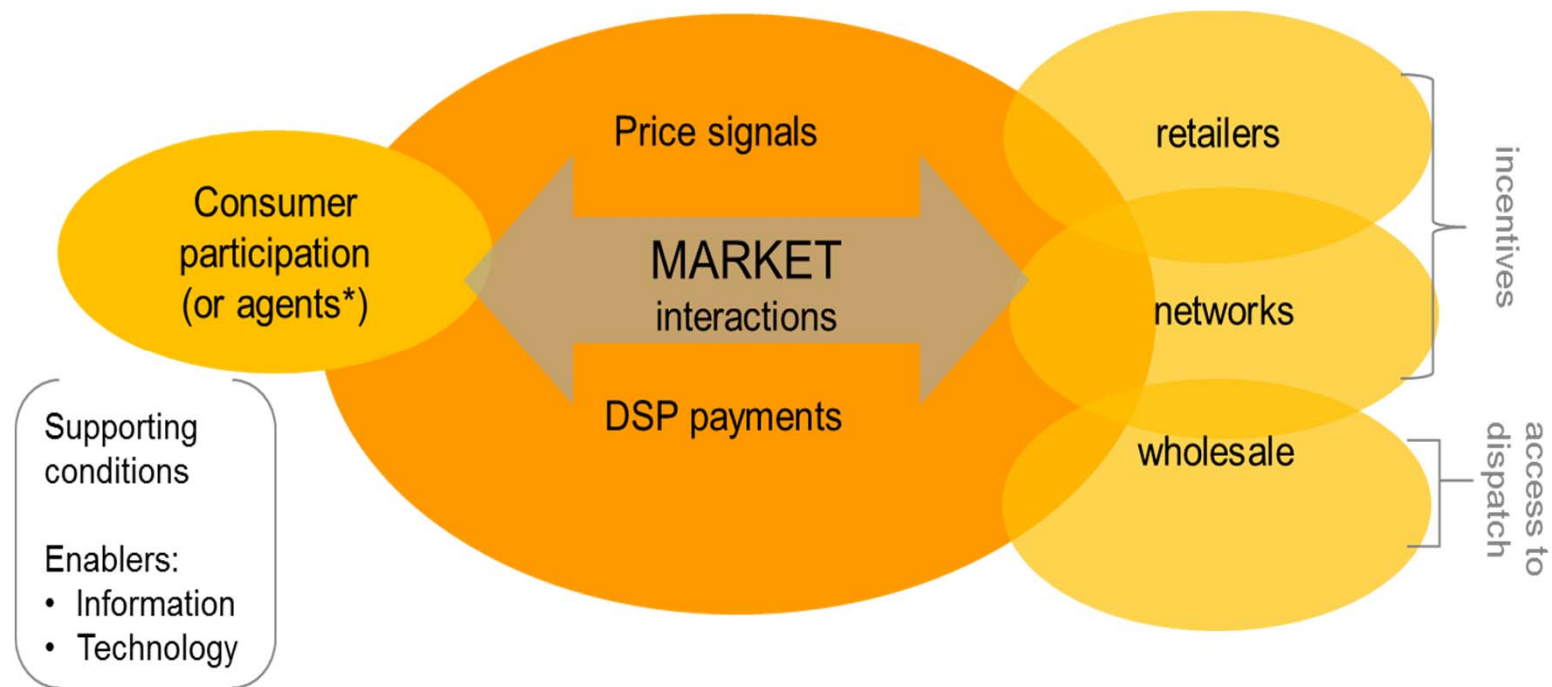 Consumer
participation
(or agents*)
Supporting
conditions
Enablers:
• Information
• Technology
Price signals
MARKET
interactions
DSP payments
retailers
networks
wholesale
incentives
access to
dispatch